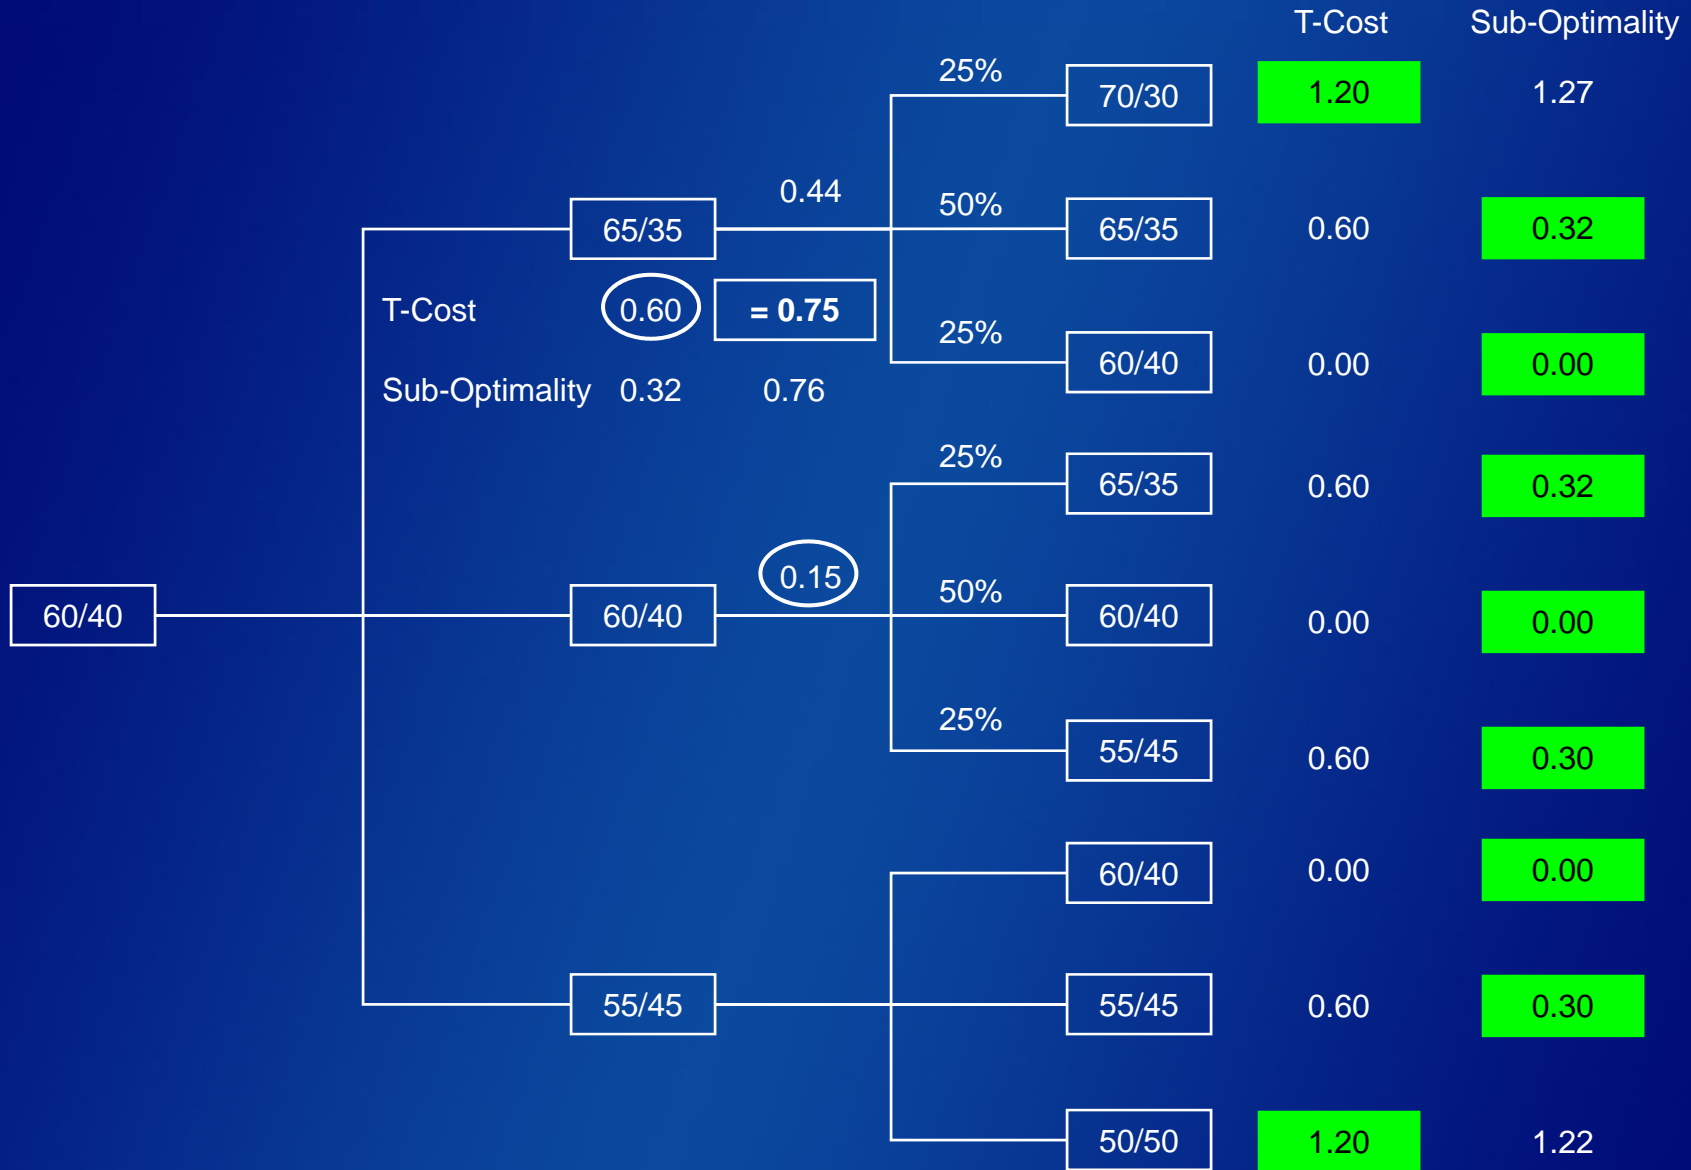 T-Cost Sub-Optimality
25% 70/30 1.20 1.27
0.44
65/35 50% 65/35 0.60 0.32
T-Cost 0.60 = 0.75
25% 60/40 0.00 0.00
Sub-Optimality 0.32 0.76
25% 65/35 0.60 0.32
0.15
60/40 60/40 50% 60/40 0.00 0.00
25% 55/45 0.60 0.30
60/40 0.00 0.00
55/45 55/45 0.60 0.30
50/50 1.20 1.22